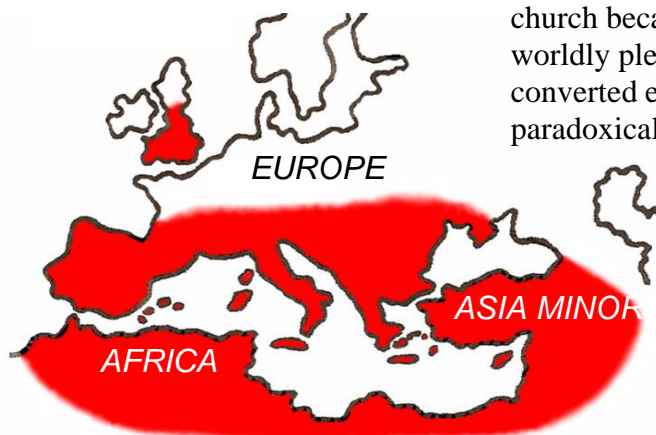 church beca
worldly ple
converted e
paradoxical
EUROPE
ASIA MINOR
AFRICA